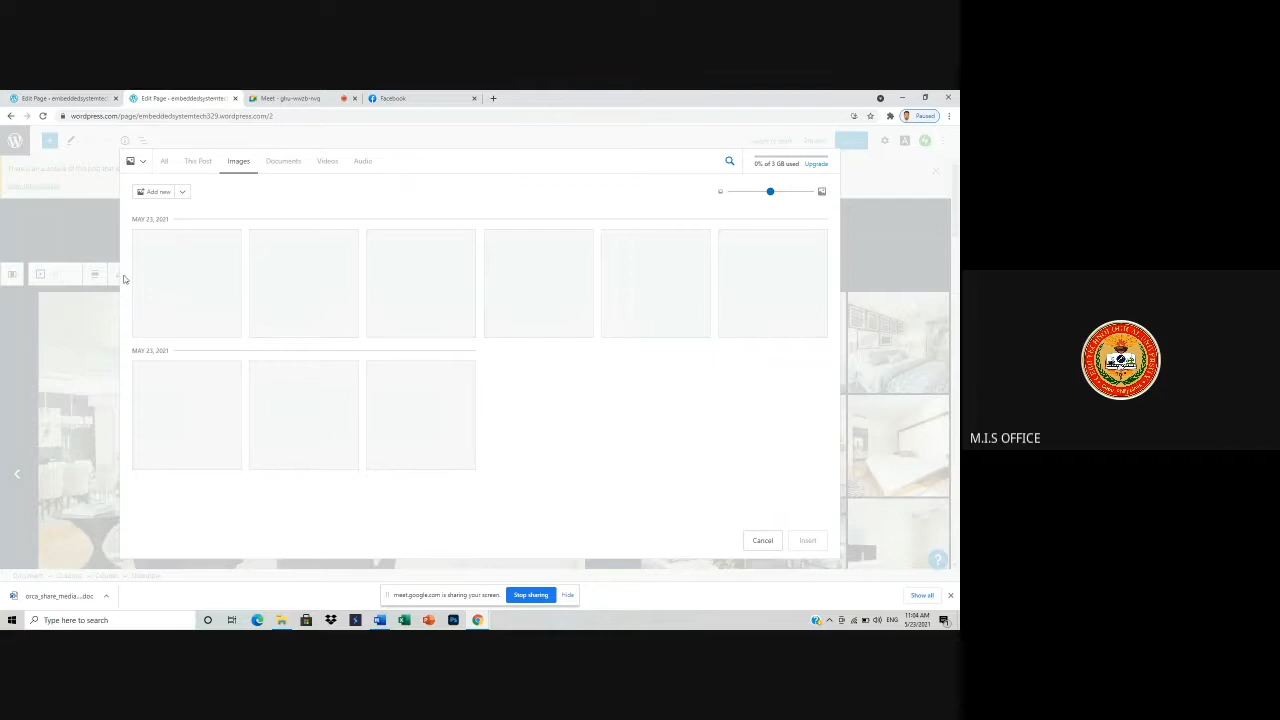 Edit Page ‹ embeddedsystemtec
Edit Page ‹ embeddedsystemtec
Meet - ghu-wwzb-nvq
Facebook
wordpress.com/page/embeddedsystemtech329.wordpress.com/2
Paused
All
This Post
Images
Documents
Videos
Audio
0% of 3 GB used
Upgrade
Add new
MAY 23, 2021
MAY 23, 2021
Cancel
Insert
M.I.S OFFICE
orca_share_media....doc
meet.google.com is sharing your screen.
Stop sharing
Hide
Show all
Type here to search
ENG
11:04 AM
5/23/2021